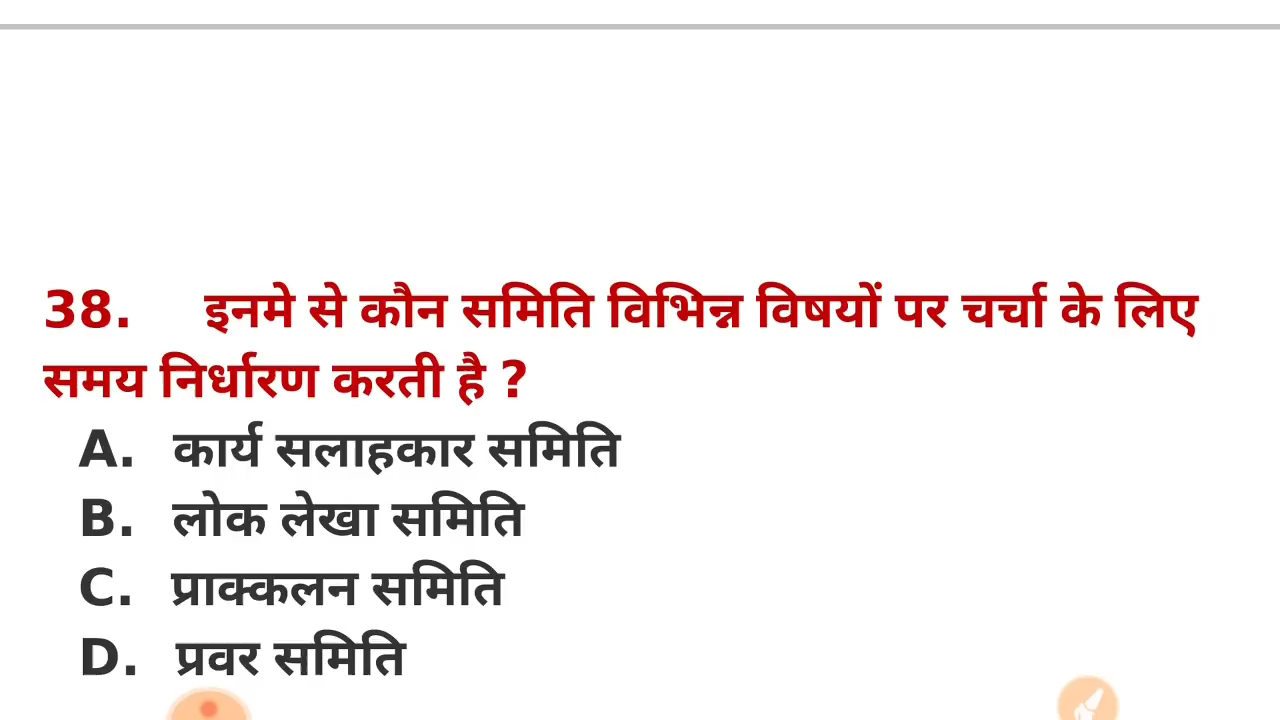 38. इनमे से कौन समिति विभिन्न विषयों पर चर्चा के लिए
समय निर्धारण करती है ?
A. कार्य सलाहकार समिति
B. लोक लेखा समिति
C. प्राक्कलन समिति
D. प्रवर समिति